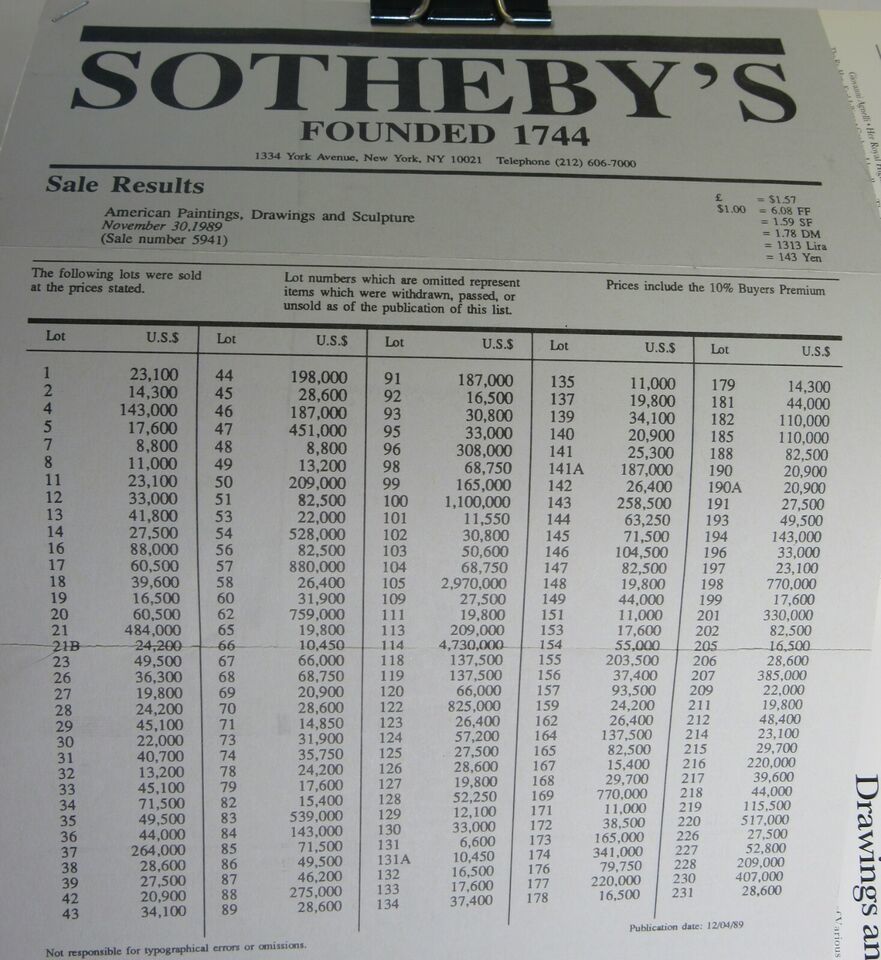 SOTHEBY'S
FOUNDED 1744
1334 York Avenue, New York, NY 10021 Telephone (212) 606-7000
Sale Results
American Paintings, Drawings and Sculpture
November 30,1989
(Sale number 5941)
£ = $1.57
$1.00 = 6.08 FF
= 1.59 SF
= 1.78 DM
= 1313 Lira
= 143 Yen
The following lots were sold
at the prices stated.
Lot numbers which are omitted represent
items which were withdrawn, passed, or
unsold as of the publication of this list.
Prices include the 10% Buyers Premium
Lot U.S.$ Lot U.S.$ Lot U.S.$ Lot U.S.$ Lot U.S.$
1 23,100 44 198,000 91 187,000 135 11,000 179 14,300
2 14,300 45 28,600 92 16,500 137 19,800 181 44,000
4 143,000 46 187,000 93 30,800 139 34,100 182 110,000
5 17,600 47 451,000 95 33,000 140 20,900 185 110,000
7 8,800 48 8,800 96 308,000 141 25,300 188 82,500
8 11,000 49 13,200 98 68,750 141A 187,000 190 20,900
11 23,100 50 209,000 99 165,000 142 26,400 190A 20,900
12 33,000 51 82,500 100 1,100,000 143 258,500 191 27,500
13 41,800 53 22,000 101 11,550 144 63,250 193 49,500
14 27,500 54 528,000 102 30,800 145 71,500 194 143,000
16 88,000 56 82,500 103 50,600 146 104,500 196 33,000
17 60,500 57 880,000 104 68,750 147 82,500 197 23,100
18 39,600 58 26,400 105 2,970,000 148 19,800 198 770,000
19 16,500 60 31,900 109 27,500 149 44,000 199 17,600
20 60,500 62 759,000 111 19,800 151 11,000 201 330,000
21 484,000 65 19,800 113 209,000 153 17,600 202 82,500
21B 24,200 66 10,450 114 4,730,000 154 55,000 205 16,500
23 49,500 67 66,000 118 137,500 155 203,500 206 28,600
26 36,300 68 68,750 119 137,500 156 37,400 207 385,000
27 19,800 69 20,900 120 66,000 157 93,500 209 22,000
28 24,200 70 28,600 122 825,000 159 24,200 211 19,800
29 45,100 71 14,850 123 26,400 162 26,400 212 48,400
30 22,000 73 31,900 124 57,200 164 137,500 214 23,100
31 40,700 74 35,750 125 27,500 165 82,500 215 29,700
32 13,200 78 24,200 126 28,600 167 15,400 216 220,000
33 45,100 79 17,600 127 19,800 168 29,700 217 39,600
34 71,500 82 15,400 128 52,250 169 770,000 218 44,000
35 49,500 83 539,000 129 12,100 171 11,000 219 115,500
36 44,000 84 143,000 130 33,000 172 38,500 220 517,000
37 264,000 85 71,500 131 6,600 173 165,000 226 27,500
38 28,600 86 49,500 131A 10,450 174 341,000 227 52,800
39 27,500 87 46,200 132 16,500 176 79,750 228 209,000
42 20,900 88 275,000 133 17,600 177 220,000 230 407,000
43 34,100 89 28,600 134 37,400 178 16,500 231 28,600
Publication date: 12/04/89
Not responsible for typographical errors or omissions.
Giovanni Agnelli • Her Royal
Drawings an
Various